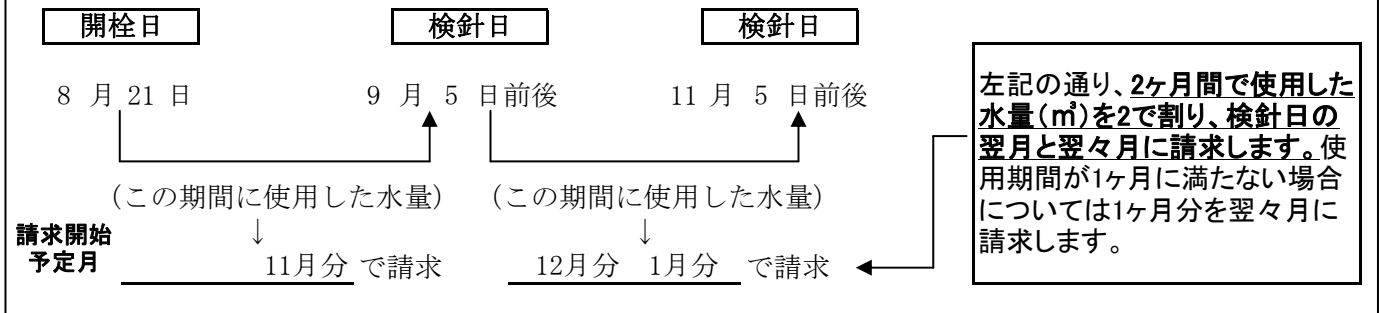 開栓日 検針日 検針日
8 月 21 日 9 月 5 日前後 11 月 5 日前後
(この期間に使用した水量) (この期間に使用した水量)
↓ ↓
請求開始
予定月
11月分 で請求 12月分 1月分 で請求
左記の通り、2ヶ月間で使用した
水量(㎥)を2で割り、検針日の
翌月と翌々月に請求します。使
用期間が1ヶ月に満たない場合
については1ヶ月分を翌々月に
請求します。